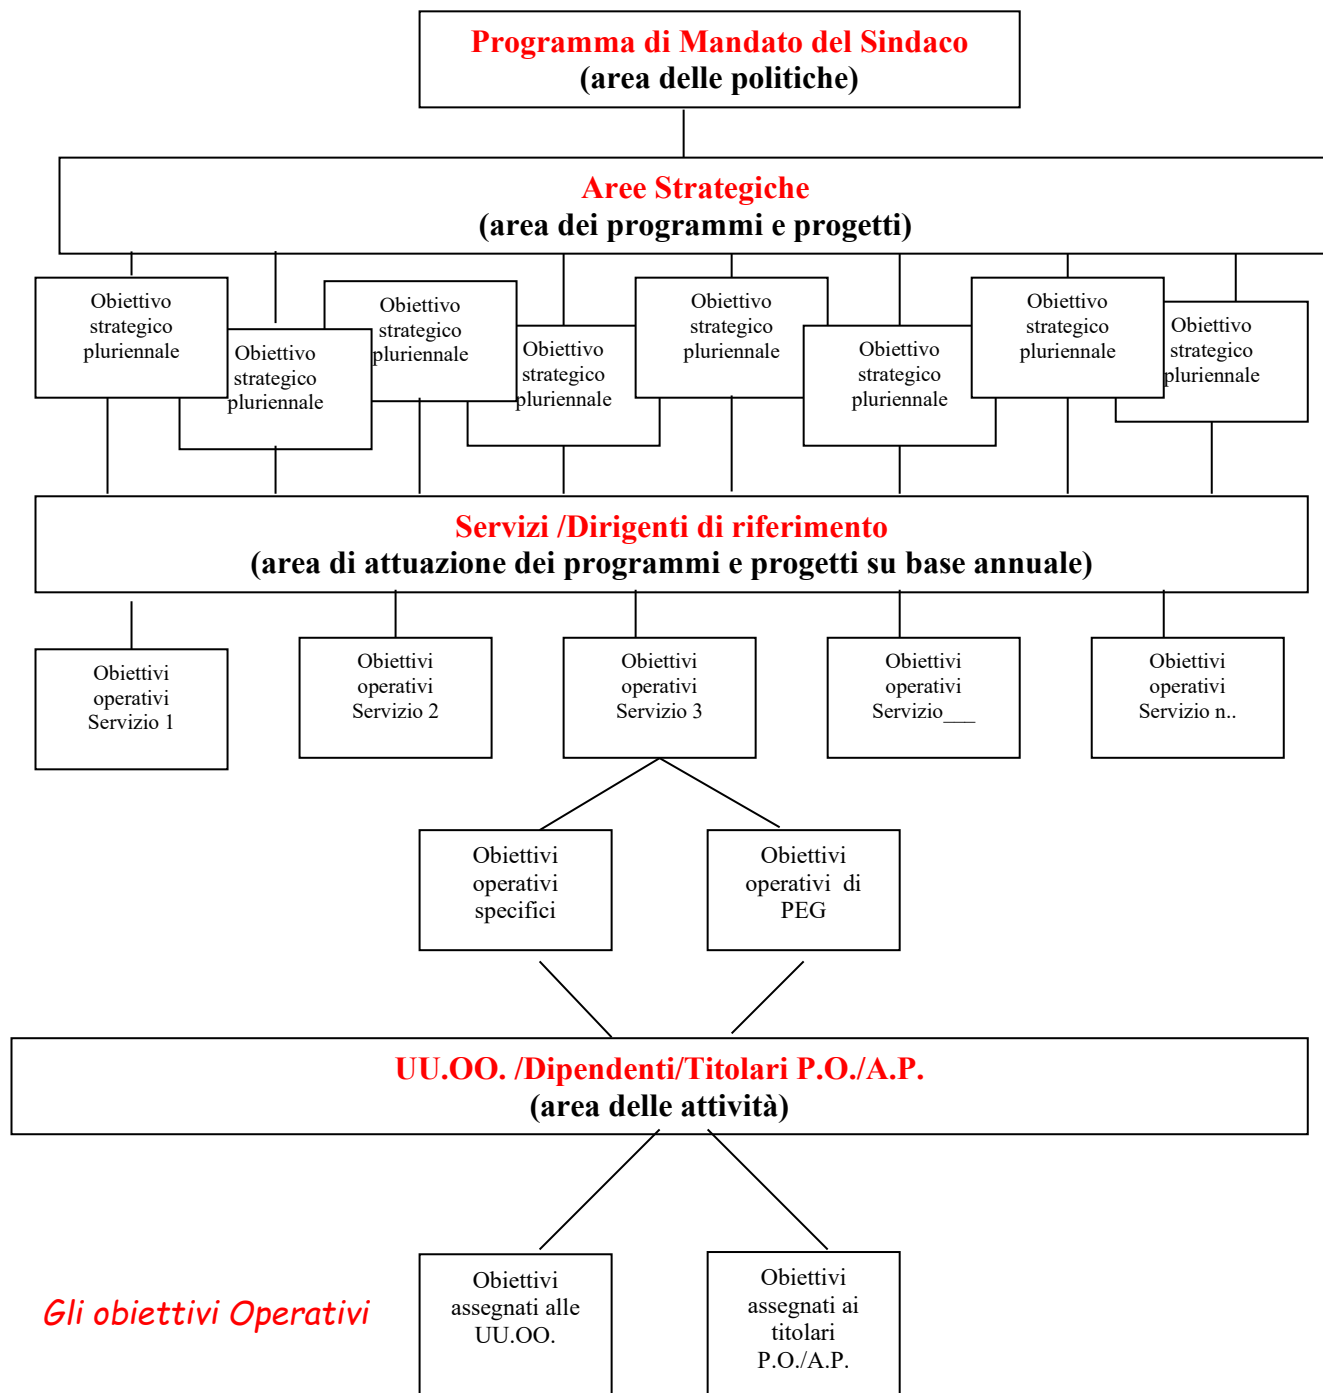 Programma di Mandato del Sindaco
(area delle politiche)
Aree Strategiche
(area dei programmi e progetti)
Obiettivo
strategico
pluriennale
Obiettivo
strategico
pluriennale
Obiettivo
strategico
pluriennale
Obiettivo
strategico
pluriennale
Obiettivo
strategico
pluriennale
Obiettivo
strategico
pluriennale
Obiettivo
strategico
pluriennale
Obiettivo
strategico
pluriennale
Servizi /Dirigenti di riferimento
(area di attuazione dei programmi e progetti su base annuale)
Obiettivi
operativi
Servizio 1
Obiettivi
operativi
Servizio 2
Obiettivi
operativi
Servizio 3
Obiettivi
operativi
Servizio___
Obiettivi
operativi
Servizio n..
Obiettivi
operativi
specifici
Obiettivi
operativi di
PEG
UU.OO. /Dipendenti/Titolari P.O./A.P.
(area delle attività)
Gli obiettivi Operativi
Obiettivi
assegnati alle
UU.OO.
Obiettivi
assegnati ai
titolari
P.O./A.P.